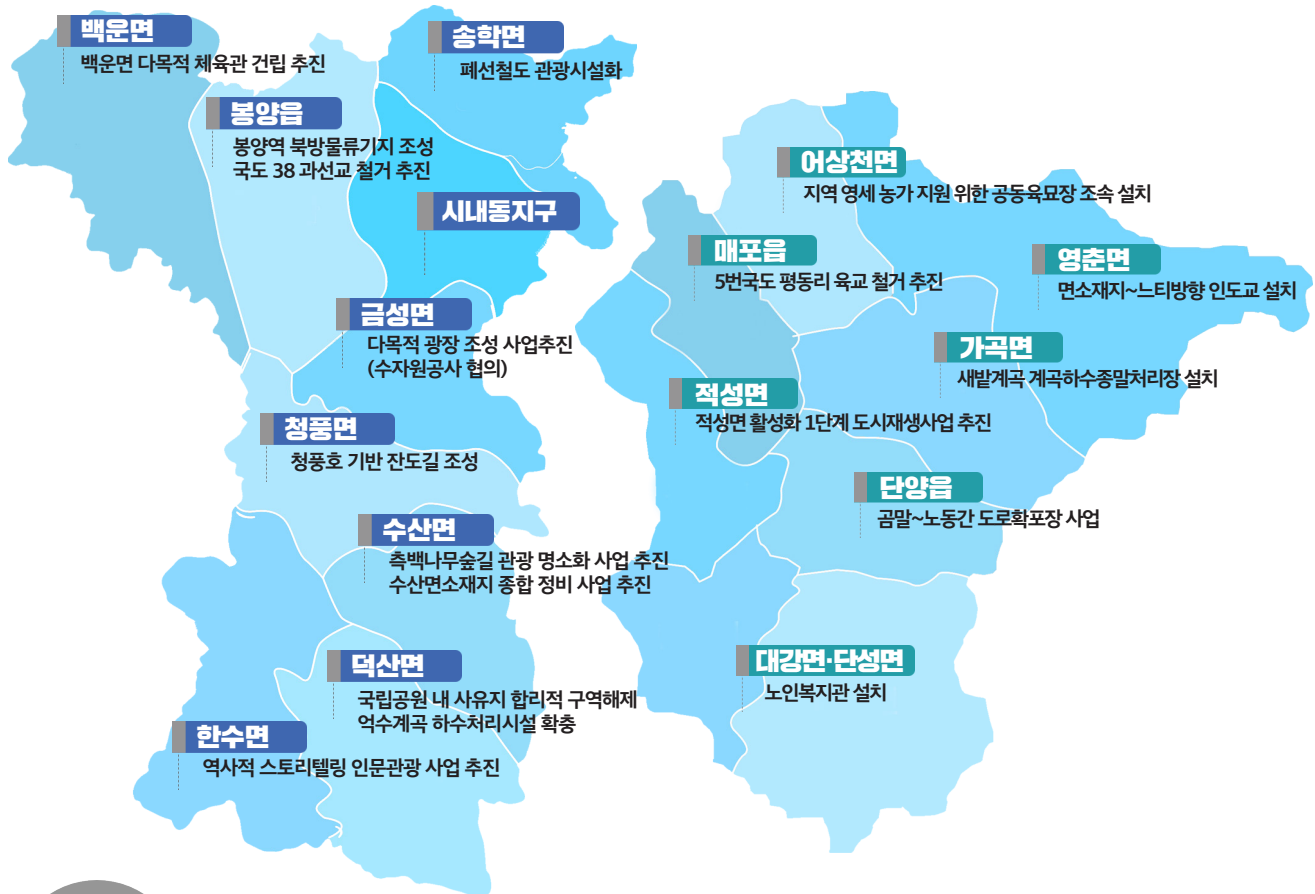 백운면
백운면 다목적 체육관 건립 추진
송학면
폐선철도 관광시설화
봉양읍
봉양역 북방물류기지 조성
국도 38 과선교 철거 추진
시내동지구
금성면
다목적 광장 조성 사업추진
(수자원공사 협의)
청풍면
청풍호 기반 잔도길 조성
수산면
측백나무숲길 관광 명소화 사업 추진
수산면소재지 종합 정비 사업 추진
덕산면
국립공원 내 사유지 합리적 구역해제
억수계곡 하수처리시설 확충
한수면
역사적 스토리텔링 인문관광 사업 추진
어상천면
지역 영세 농가 지원 위한 공동육묘장 조속 설치
매포읍
5번국도 평동리 육교 철거 추진
영춘면
면소재지~느티방향 인도교 설치
가곡면
새밭계곡 계곡하수종말처리장 설치
적성면
적성면 활성화 1단계 도시재생사업 추진
단양읍
곰말~노동간 도로확포장 사업
대강면·단성면
노인복지관 설치